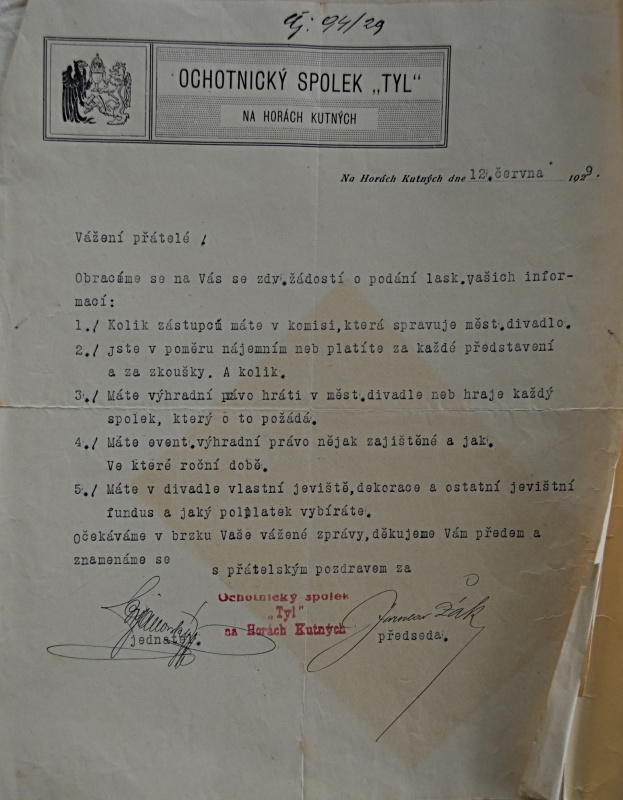 čj: 94/29
OCHOTNICKÝ SPOLEK „TYL“
NA HORÁCH KUTNÝCH
Na Horách Kutných dne 12. června 1929.
Vážení přátelé !
Obracáme se na Vás se zdv.žádostí o podání lask.vašich infor-
mací:
1./ Kolik zástupců máte v komisi,která spravuje měst.divadlo.
2./ jste v poměru nájemním neb platíte za každé představení
a za zkoušky. A kolik.
3./ Máte výhradní právo hráti v měst.divadle neb hraje každý
spolek, který o to požádá.
4./ Máte event.výhradní právo nějak zajištěné a jak.
Ve které roční době.
5./ Máte v divadle vlastní jeviště,dekorace a ostatní jevištní
fundus a jaký polplatek vybíráte.
Očekáváme v brzku Vaše vážené zprávy,děkujeme Vám předem a
znamenáme se
s přátelským pozdravem za
Ochotnický spolek
„Tyl“
na Horách Kutných
Jaroslav Žák
jednatel.
předseda.